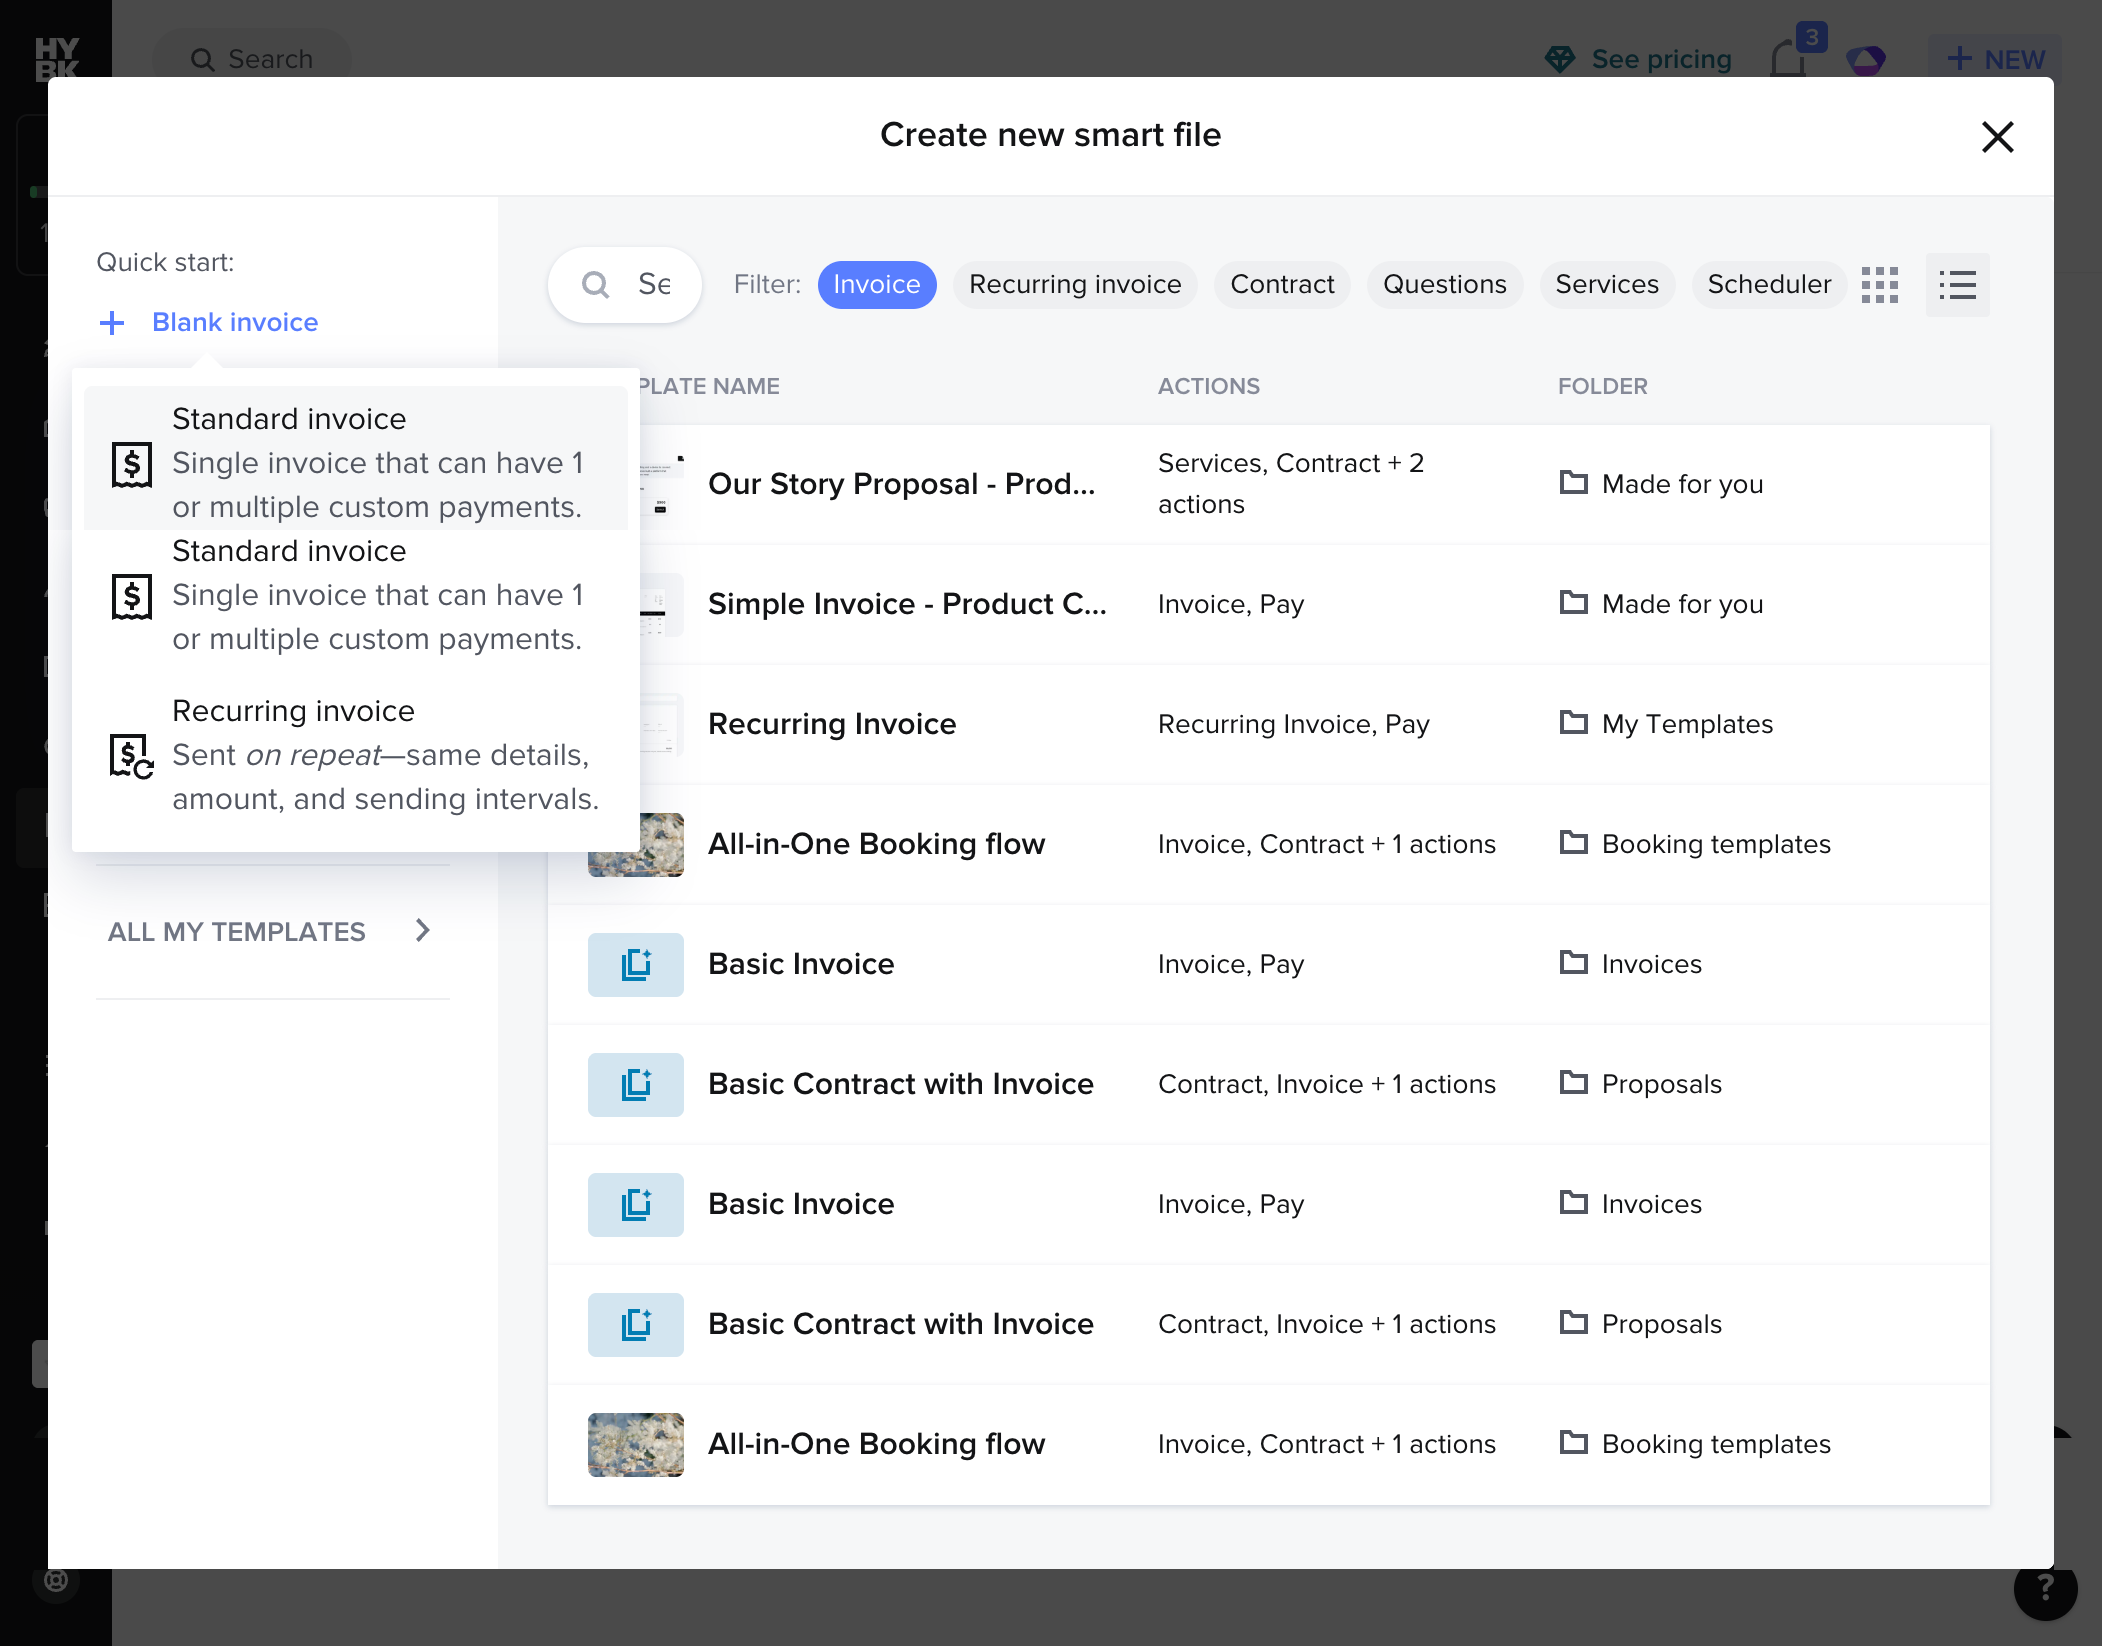 HY
BK
Search
See pricing
3
+ NEW
Create new smart file
Quick start:
+ Blank invoice
Standard invoice
Single invoice that can have 1
or multiple custom payments.
Standard invoice
Single invoice that can have 1
or multiple custom payments.
Recurring invoice
Sent on repeat—same details,
amount, and sending intervals.
ALL MY TEMPLATES
Se
Filter:
Invoice
Recurring invoice
Contract
Questions
Services
Scheduler
PLATE NAME
ACTIONS
FOLDER
Our Story Proposal - Prod...
Services, Contract + 2
actions
Made for you
Simple Invoice - Product C...
Invoice, Pay
Made for you
Recurring Invoice
Recurring Invoice, Pay
My Templates
All-in-One Booking flow
Invoice, Contract + 1 actions
Booking templates
Basic Invoice
Invoice, Pay
Invoices
Basic Contract with Invoice
Contract, Invoice + 1 actions
Proposals
Basic Invoice
Invoice, Pay
Invoices
Basic Contract with Invoice
Contract, Invoice + 1 actions
Proposals
All-in-One Booking flow
Invoice, Contract + 1 actions
Booking templates
?